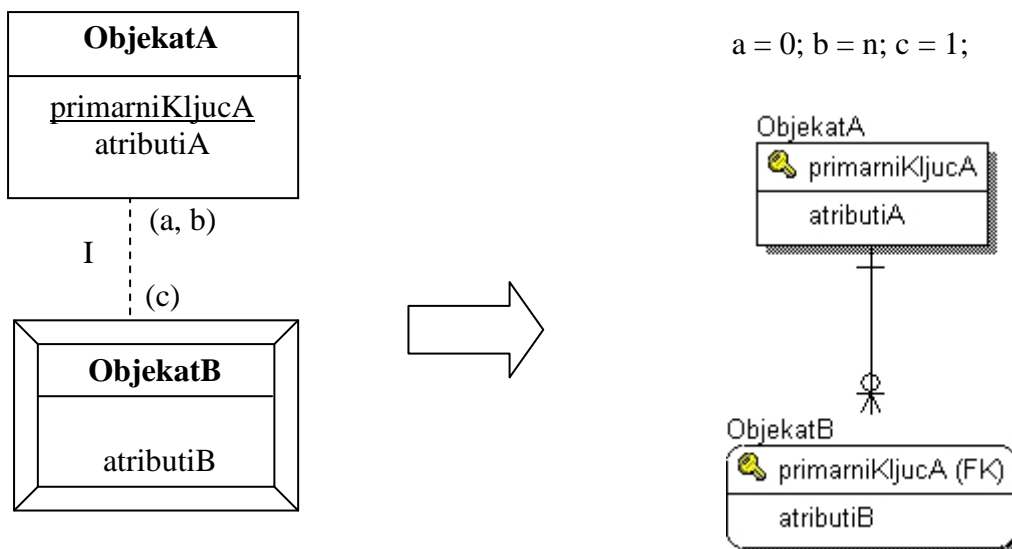 ObjekatA
primarniKljucA
atributiA
(a, b)
I
(c)
ObjekatB
atributiB
a = 0; b = n; c = 1;
ObjekatA
primarniKljucA
atributiA
ObjekatB
primarniKljucA (FK)
atributiB